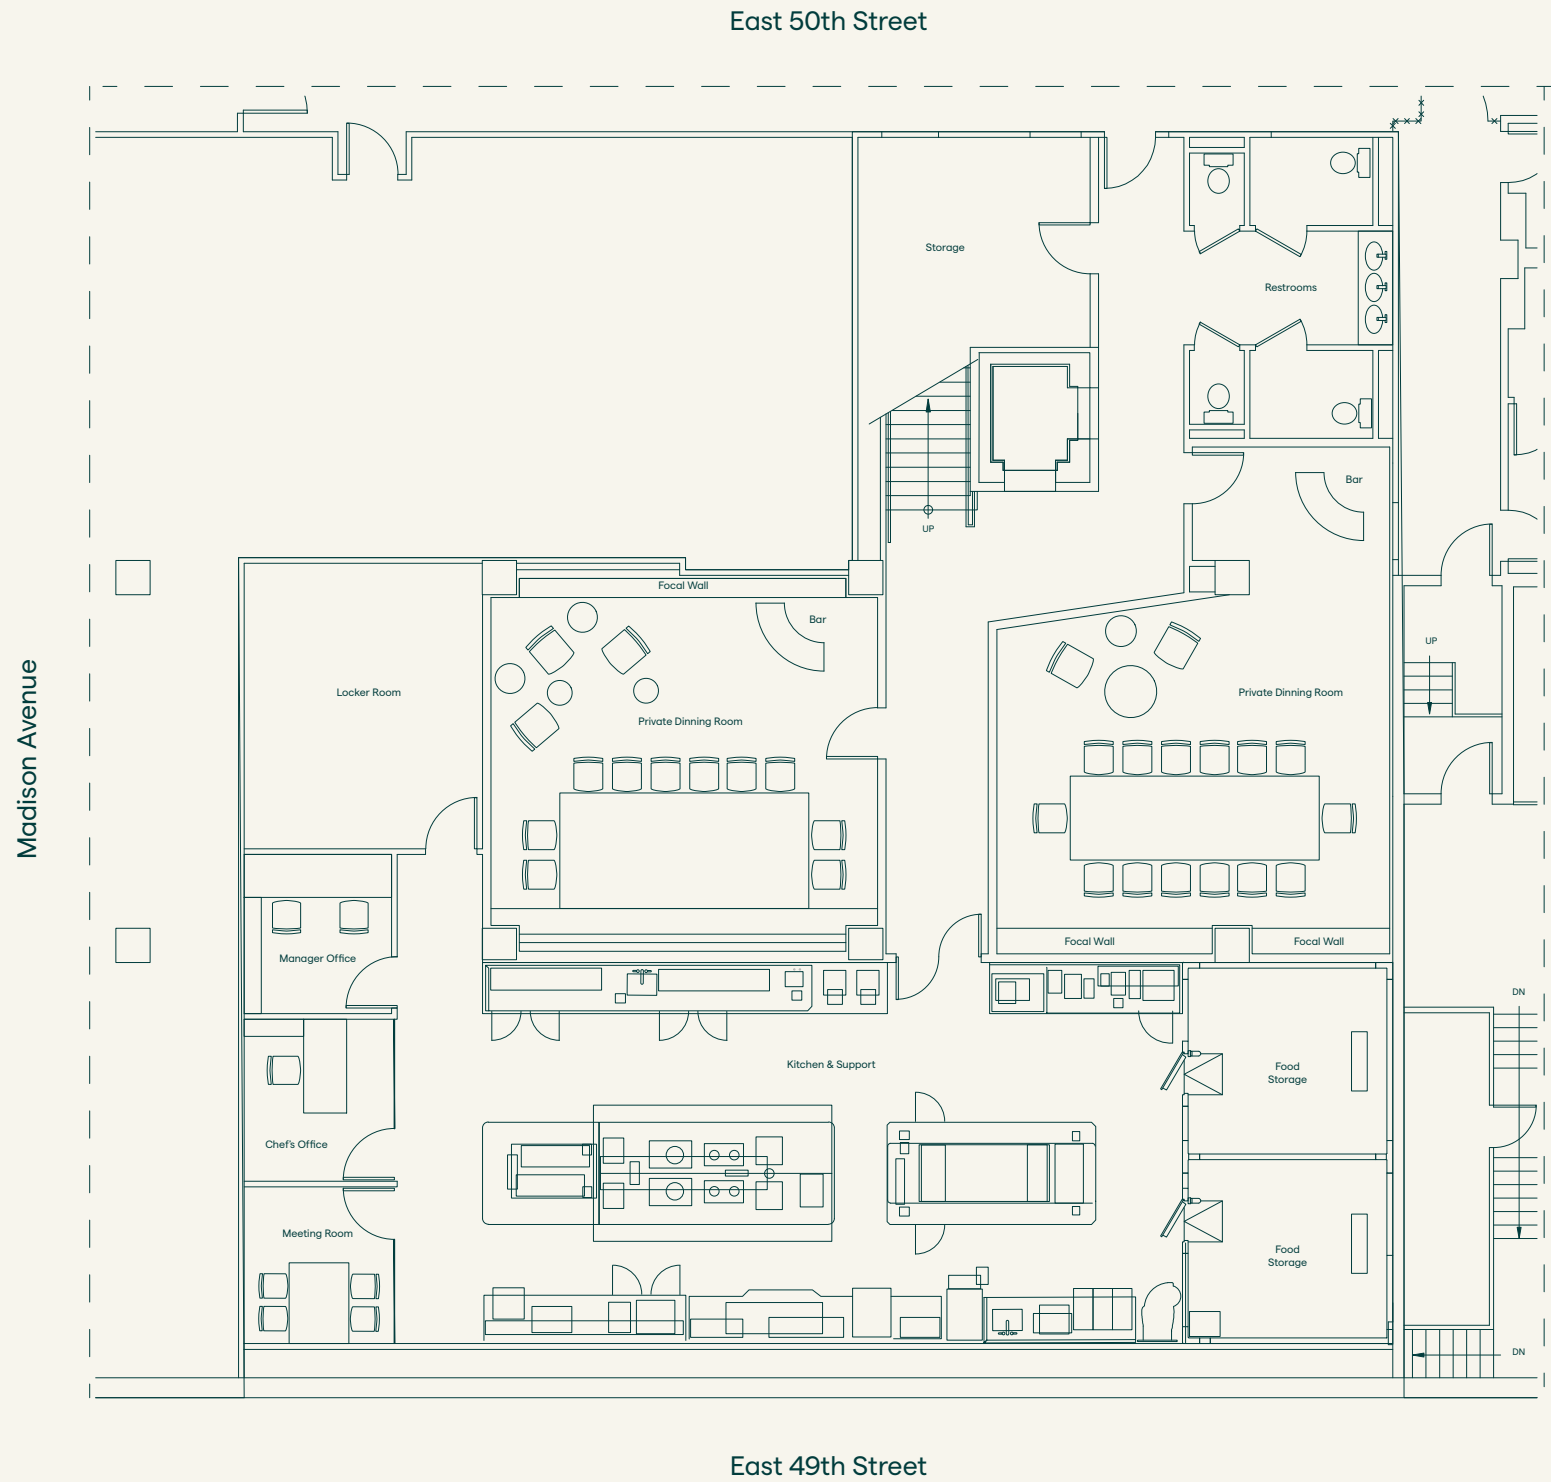 East 50th Street
Storage
Restrooms
Bar
UP
Focal Wall
Bar
UP
Locker Room
Private Dinning Room
Private Dinning Room
Madison Avenue
Focal Wall
Focal Wall
Manager Office
DN
Kitchen & Support
Food
Storage
Chef's Office
Meeting Room
Food
Storage
DN
East 49th Street